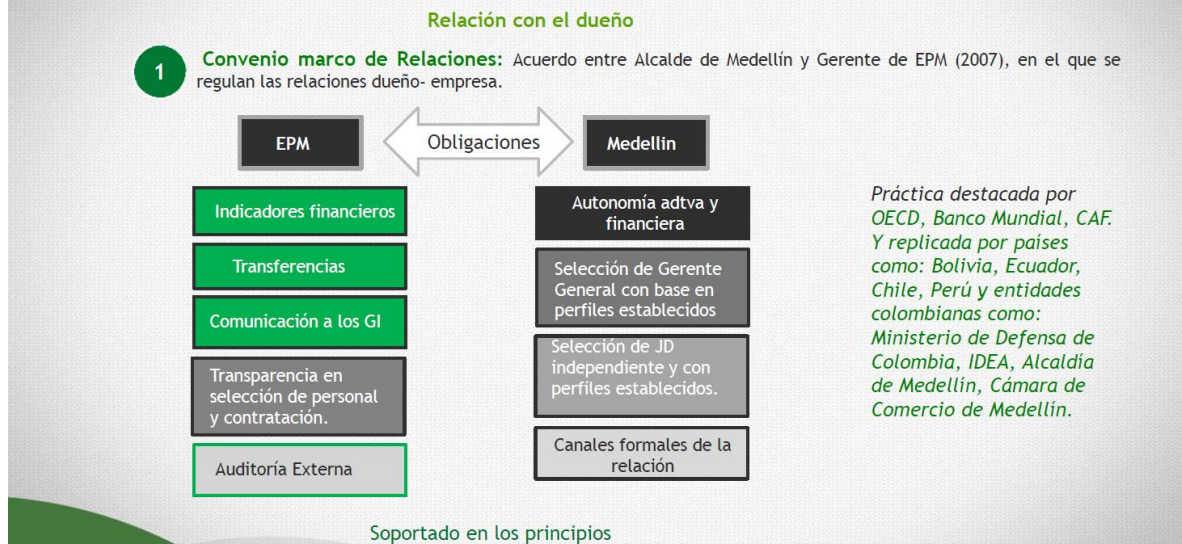 Relación con el dueño
1
Convenio marco de Relaciones: Acuerdo entre Alcalde de Medellín y Gerente de EPM (2007), en el que se
regulan las relaciones dueño- empresa.
EPM
Obligaciones
Medellin
Indicadores financieros
Transferencias
Comunicación a los GI
Transparencia en
selección de personal
y contratación.
Auditoría Externa
Autonomía adtva y
financiera
Selección de Gerente
General con base en
perfiles establecidos
Selección de JD
independiente y con
perfiles establecidos.
Canales formales de la
relación
Práctica destacada por
OECD, Banco Mundial, CAF.
Y replicada por países
como: Bolivia, Ecuador,
Chile, Perú y entidades
colombianas como:
Ministerio de Defensa de
Colombia, IDEA, Alcaldía
de Medellín, Cámara de
Comercio de Medellín.
Soportado en los principios